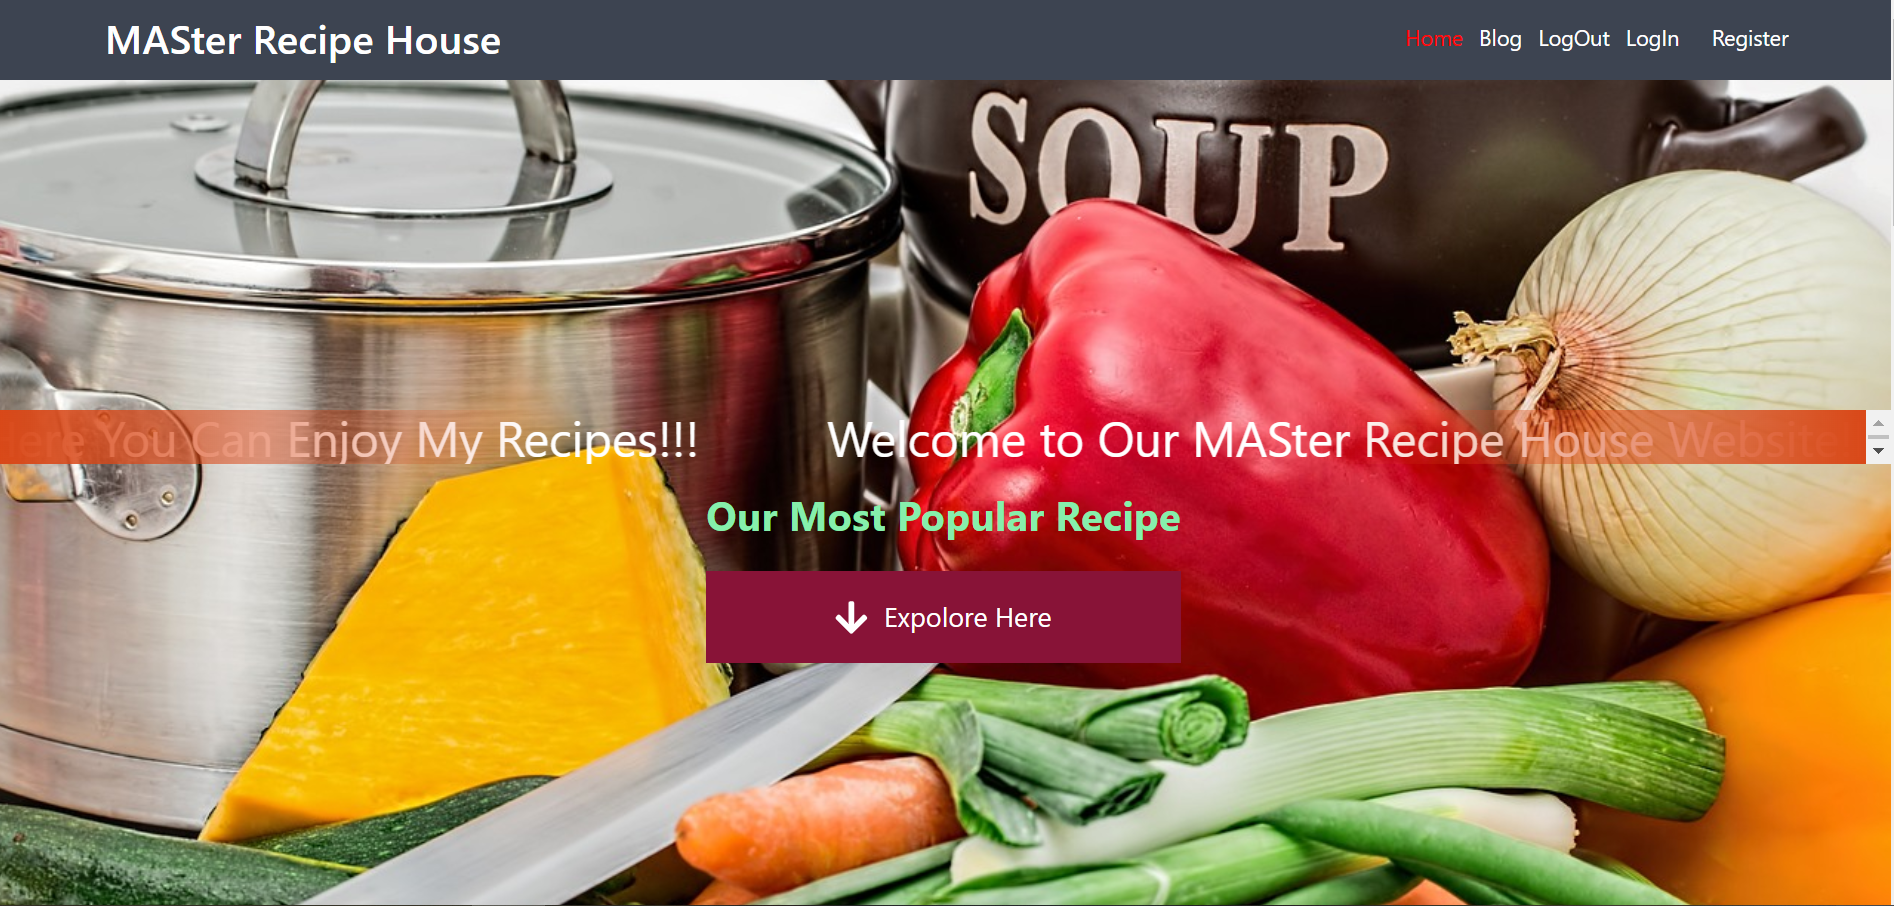 MASter Recipe House
Home Blog LogOut LogIn Register
SOUP
Here You Can Enjoy My Recipes!!! Welcome to Our MASter Recipe House Website
Our Most Popular Recipe
Expolore Here